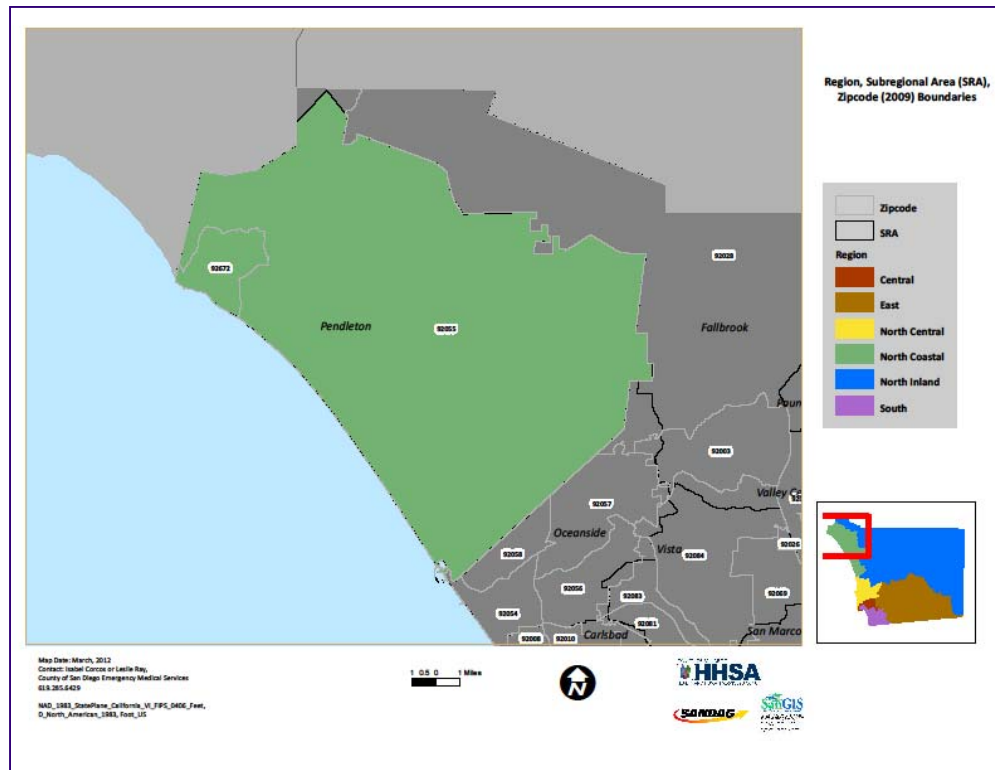 Region, Subregional Area (SRA),
Zipcode (2009) Boundaries
Zipcode
SRA
Region
Central
East
North Central
North Coastal
North Inland
South
92672
Pendleton
92055
92028
Fallbrook
92003
Valley
92057
Oceanside
92058
Vista
92084
92026
92056
92083
92069
92054
92081
92008
92010
Carlsbad
San Marco
Map Date: March, 2012
Contact: Isabel Corcos or Leslie Ray,
County of San Diego Emergency Medical Services
619.285.6429
NAD_1983_StatePlane_California_VI_FIPS_0406_Feet,
D_North_American_1983, Foot_US
1 0.5 0 1 Miles
N
HHSA
SANDAG
SanGIS